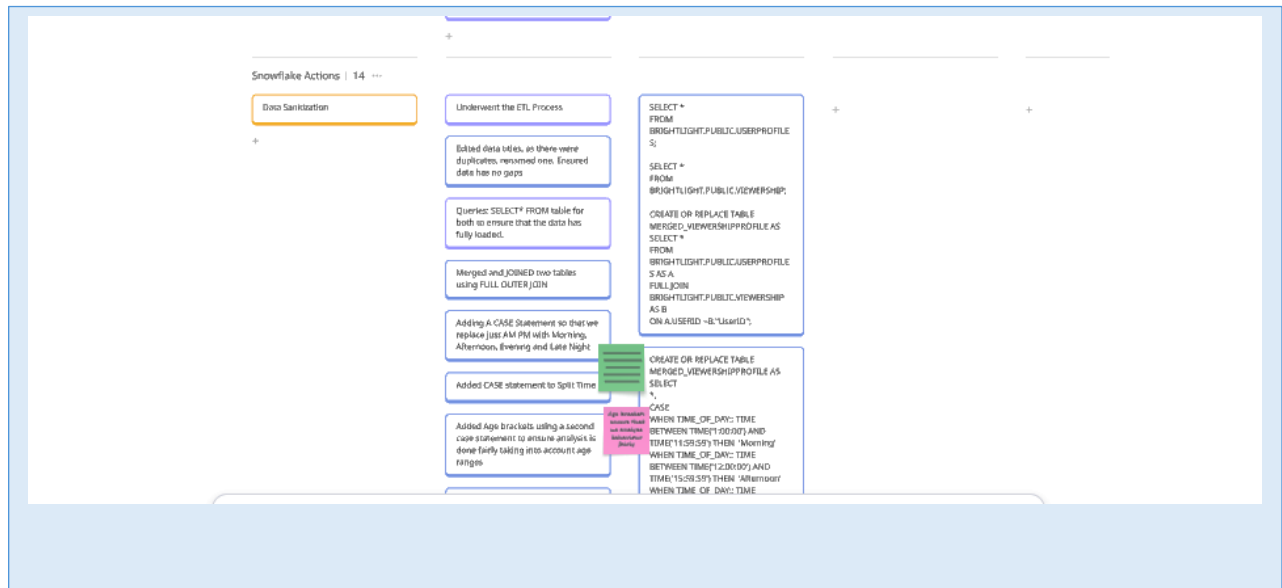 +
Snowflake Actions | 14 ···
Data Sanitization
+
Underwent the ETL Process
Edited data titles, as there were
duplicates, renamed one. Ensured
data has no gaps
Queries: SELECT* FROM table for
both so ensure that the data has
fully loaded.
Merged and JOINED two tables
using FULL OUTER JOIN
Adding A CASE Statement so that we
replace just AM PM with Morning,
Afternoon, Evening and Late Night
Added CASE statement to Split Time
Added Age brackets using a second
case statement to ensure analysis is
done fairly taking into account age
ranges
SELECT *
FROM
BRIGHTLIGHT.PUBLIC.USERPROFILE
S;
SELECT *
FROM
BRIGHTLIGHT.PUBLIC.VIEWERSHIP;
CREATE OR REPLACE TABLE
MERGED_VIEWERSHIPPROFILE AS
SELECT *
FROM
BRIGHTLIGHT.PUBLIC.USERPROFILE
S AS A
FULL JOIN
BRIGHTLIGHT.PUBLIC.VIEWERSHIP
AS B
ON A.USERID =B."UserID";
CREATE OR REPLACE TABLE
MERGED_VIEWERSHIPPROFILE AS
SELECT
*,
CASE
WHEN TIME_OF_DAY:: TIME
BETWEEN TIME('1:00:00') AND
TIME('11:59:59') THEN 'Morning'
WHEN TIME_OF_DAY:: TIME
BETWEEN TIME('12:00:00') AND
TIME('15:59:59') THEN 'Afternoon'
WHEN TIME_OF_DAY:: TIME
+
+